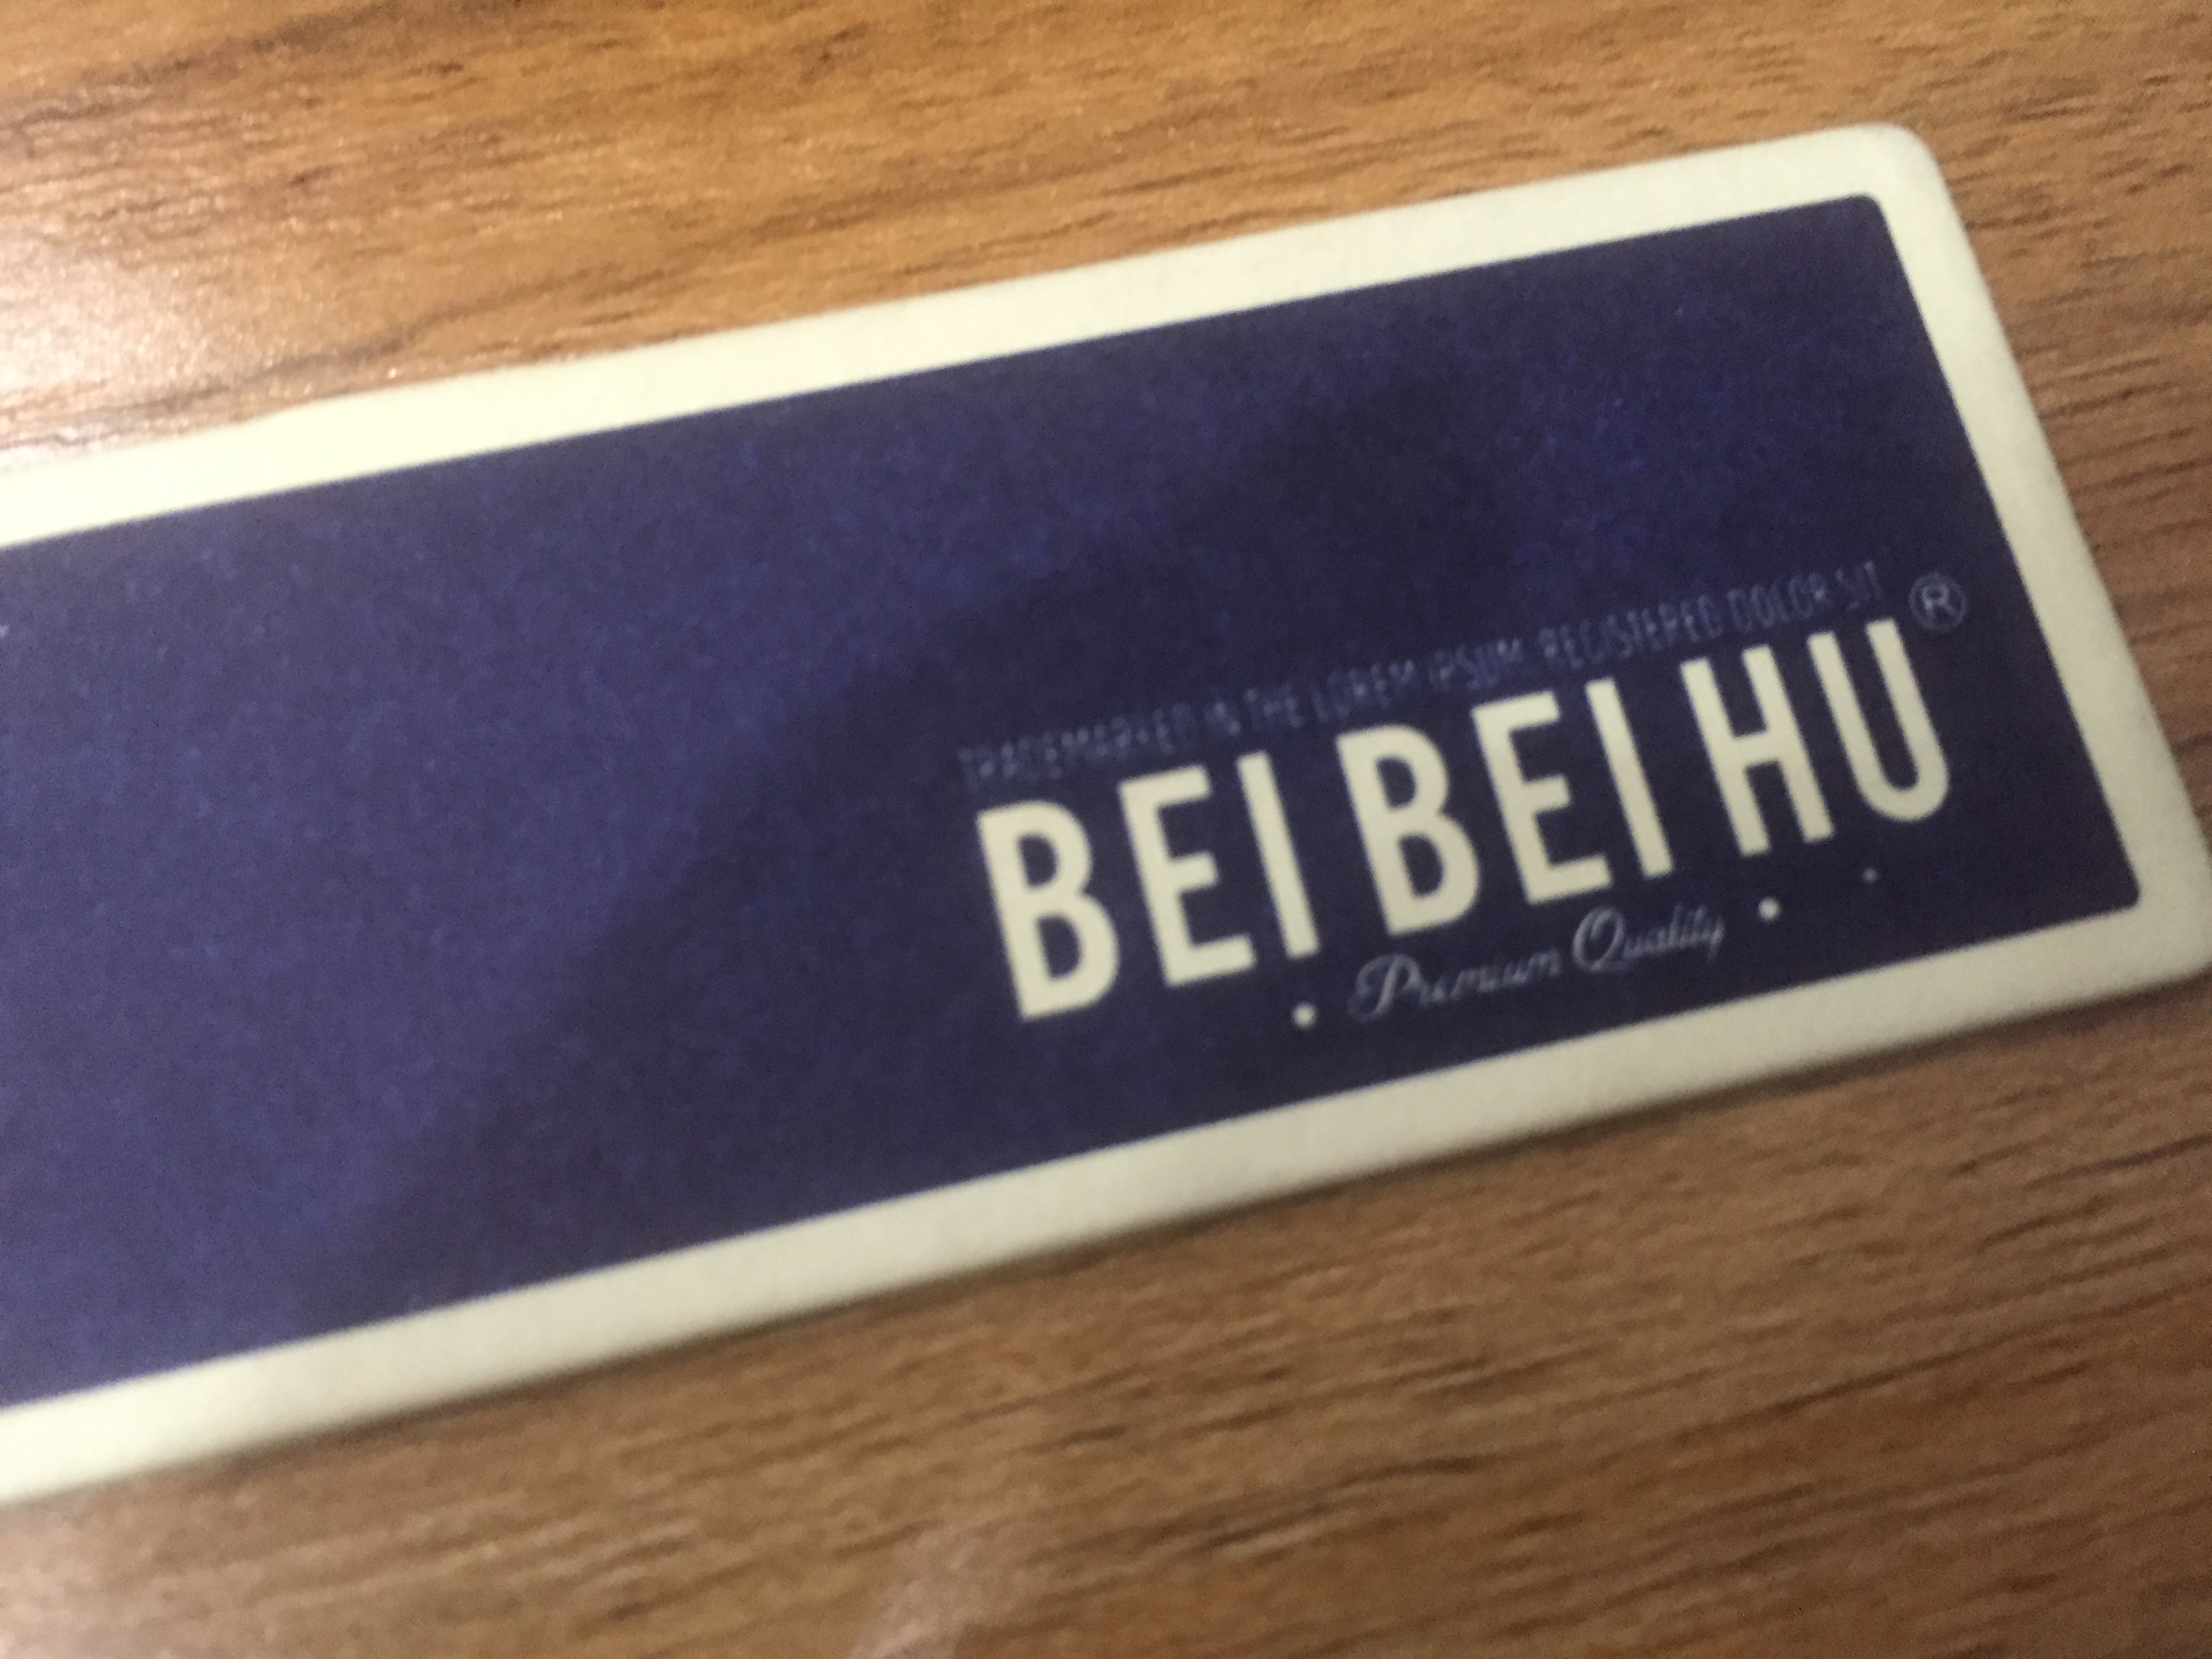 TRADEMARKED IN THE LOREM IPSUM REGISTERED DOLOR SIT
BEI BEI HU ®
• Premium Quality •